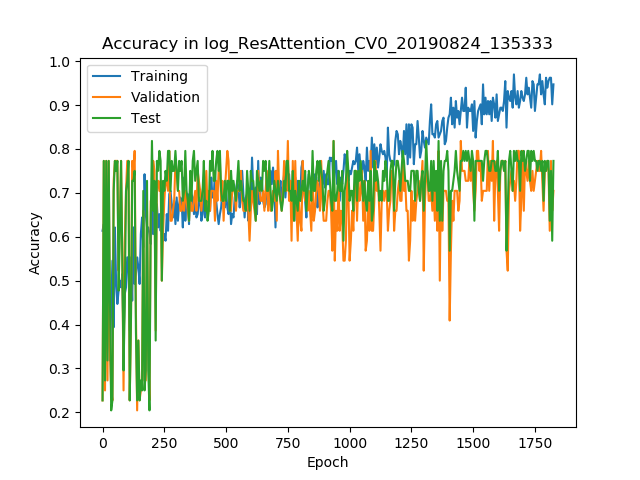 Accuracy in log_ResAttention_CV0_20190824_135333
Training
Validation
Test
1.0
0.9
0.8
0.7
0.6
0.5
0.4
0.3
0.2
Accuracy
0 250 500 750 1000 1250 1500 1750
Epoch